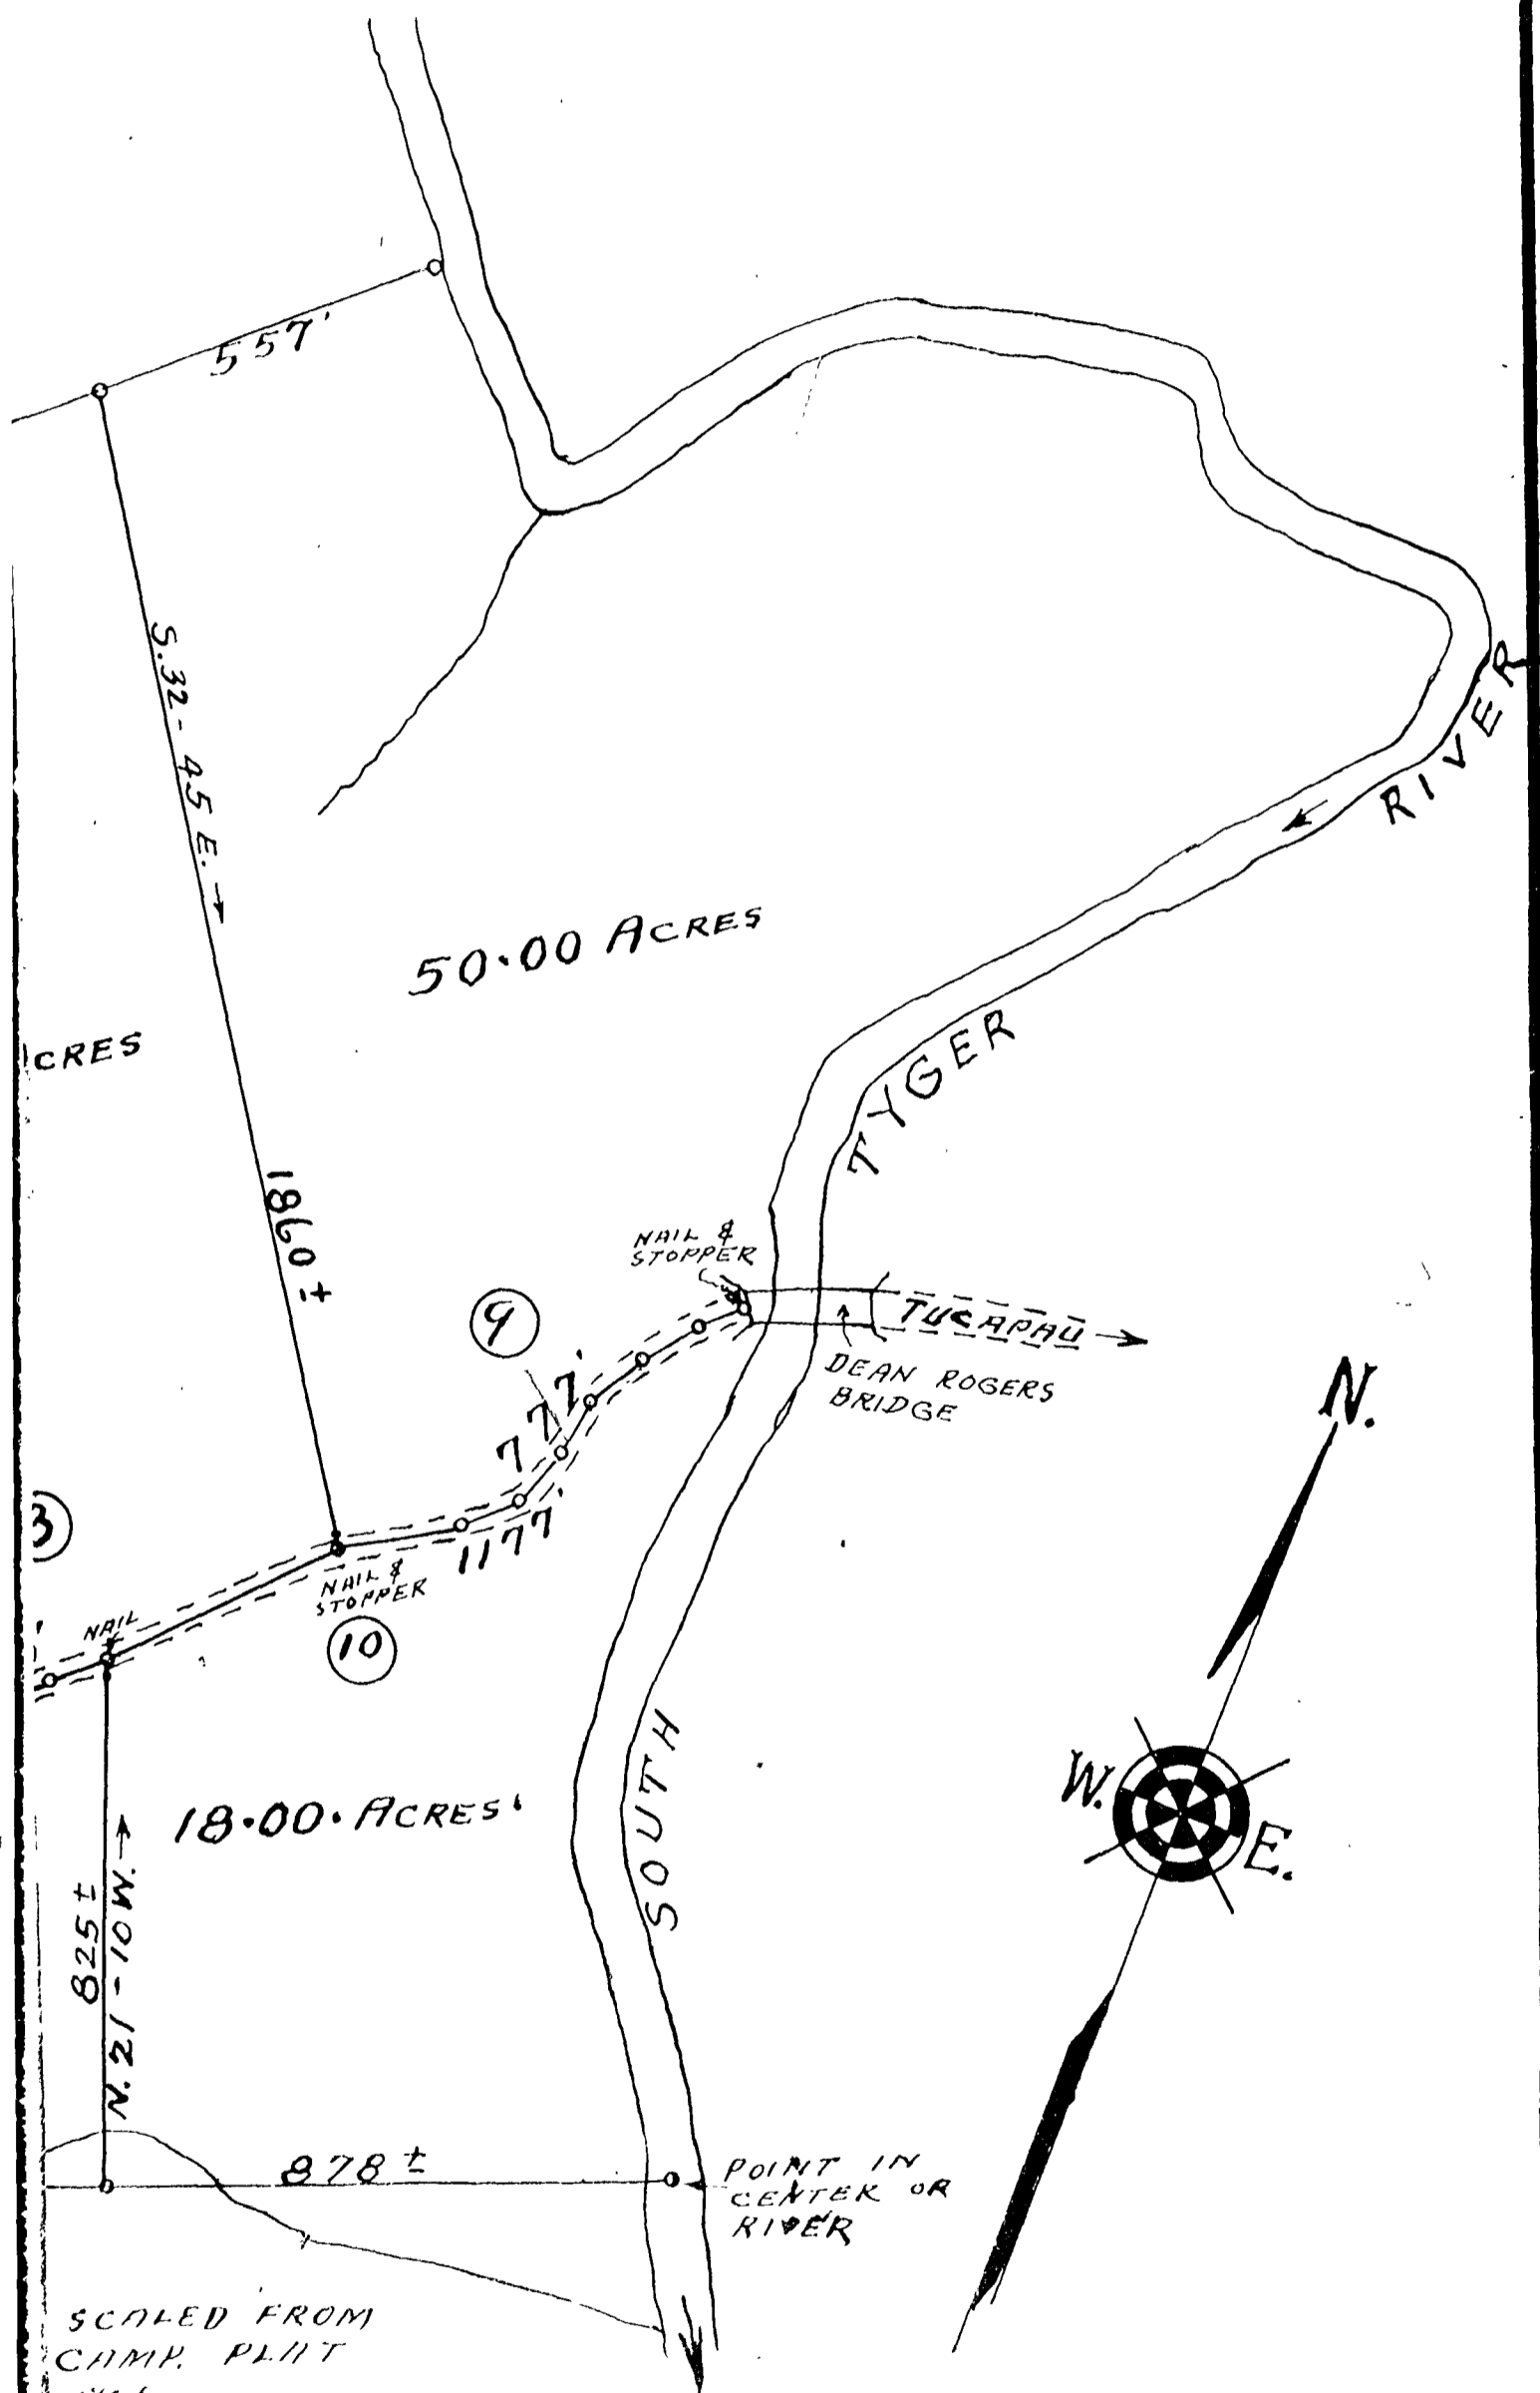 557'
S.32-45 E.
50.00 ACRES
CRES
1860±
RIVER
TYGER
SOUTH
NAIL &
STOPPER
TUCAPAU
DEAN ROGERS
BRIDGE
9
777'
1177'
N.
3
NAIL &
STOPPER
10
NAIL
W.
E.
18.00. ACRES
825±
N.21-10W.
878±
POINT IN
CENTER OR
RIVER
SCALED FROM
CAMP. PLAT